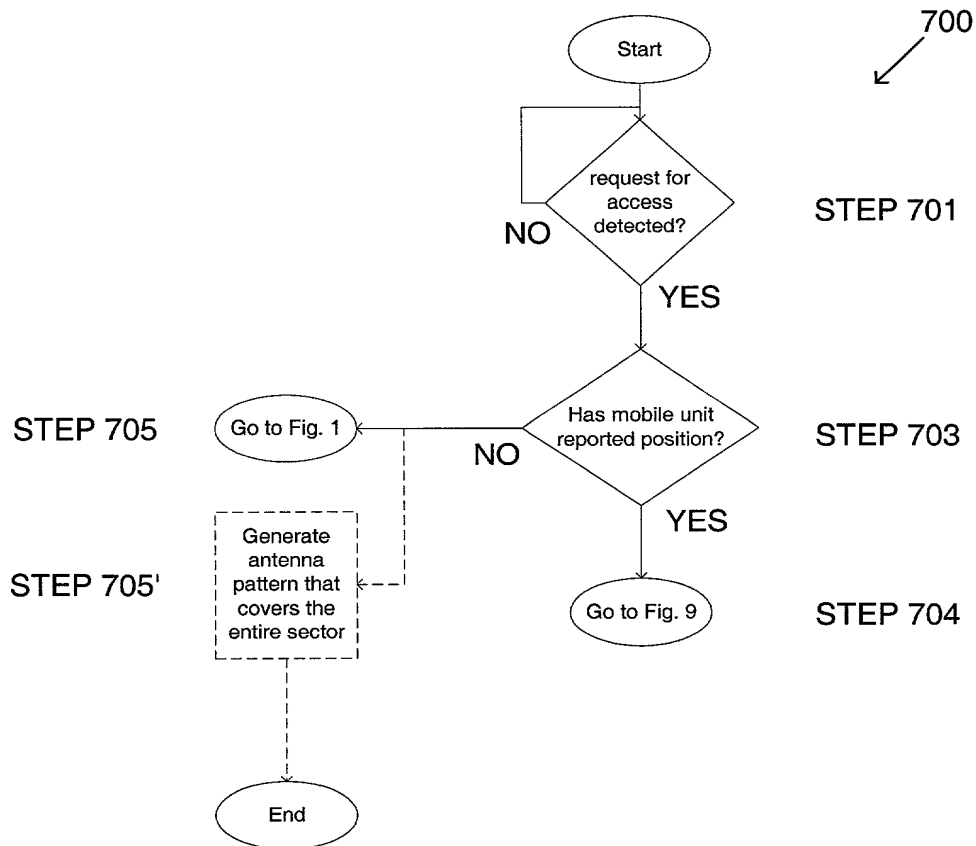 700
Start
request for
access
detected?
STEP 701
NO
YES
STEP 705
Go to Fig. 1
NO
Has mobile unit
reported position?
STEP 703
YES
STEP 705'
Generate
antenna
pattern that
covers the
entire sector
Go to Fig. 9
STEP 704
End